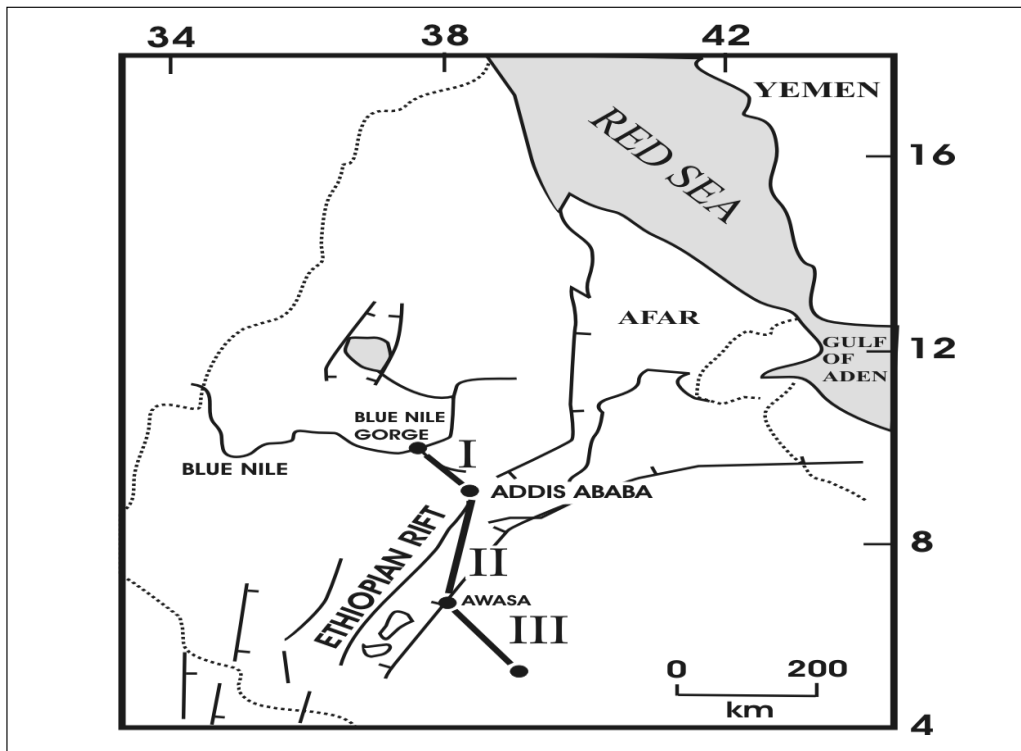 34 38 42
YEMEN
RED SEA
16
AFAR
GULF
OF
ADEN
12
BLUE NILE
GORGE
I
BLUE NILE
ADDIS ABABA
ETHIOPIAN RIFT
8
II
AWASA
III
0 200
km
4